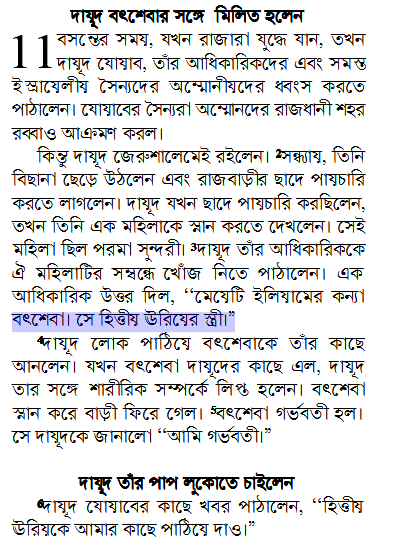 দায়ূদ বৎশেবার সঙ্গে মিলিত হলেন
11 বসন্তের সময়, যখন রাজারা যুদ্ধে যান, তখন
দায়ূদ যোয়াব, তাঁর আধিকারিকদের এবং সমস্ত
ইস্রায়েলীয় সৈন্যদের অম্মোনীয়দের ধ্বংস করতে
পাঠালেন। যোয়াবের সৈন্যরা অম্মোনদের রাজধানী শহর
রব্বাও আক্রমণ করল।
কিন্তু দায়ূদ জেরুশালেমেই রইলেন। ²সন্ধ্যায়, তিনি
বিছানা ছেড়ে উঠলেন এবং রাজবাড়ীর ছাদে পায়চারি
করতে লাগলেন। দায়ূদ যখন ছাদে পায়চারি করছিলেন,
তখন তিনি এক মহিলাকে স্নান করতে দেখলেন। সেই
মহিলা ছিল পরমা সুন্দরী। ³দায়ূদ তাঁর আধিকারিককে
ঐ মহিলাটির সম্বন্ধে খোঁজ নিতে পাঠালেন। এক
আধিকারিক উত্তর দিল, “মেয়েটি ইলিয়ামের কন্যা
বৎশেবা। সে হিত্তীয় ঊরিয়ের স্ত্রী।”
⁴দায়ূদ লোক পাঠিয়ে বৎশেবাকে তাঁর কাছে
আনলেন। যখন বৎশেবা দায়ূদের কাছে এল, দায়ূদ
তার সঙ্গে শারীরিক সম্পর্কে লিপ্ত হলেন। বৎশেবা
স্নান করে বাড়ী ফিরে গেল। ⁵বৎশেবা গর্ভবতী হল।
সে দায়ূদকে জানালো “আমি গর্ভবতী।”
দায়ূদ তাঁর পাপ লুকোতে চাইলেন
⁶দায়ূদ যোয়াবের কাছে খবর পাঠালেন, “হিত্তীয়
ঊরিয়কে আমার কাছে পাঠিয়ে দাও।”